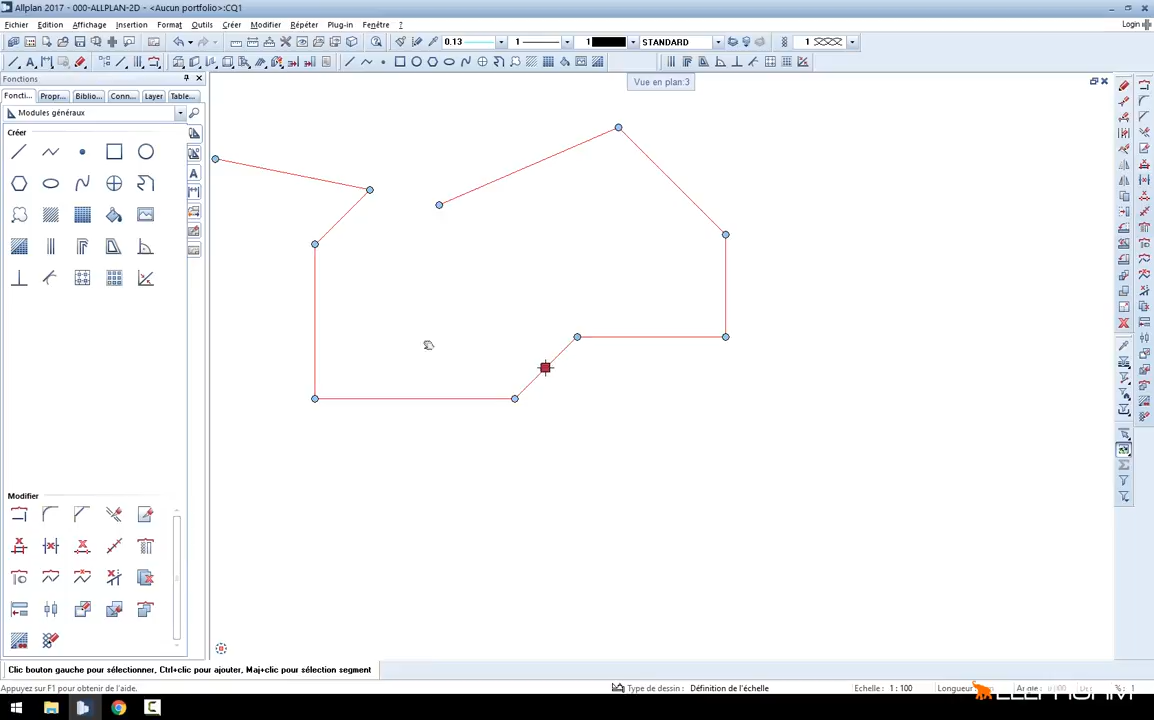 Allplan 2017 - 000-ALLPLAN-2D - <Aucun portfolio>:CQ1
Fichier Edition Affichage Insertion Format Outils Créer Modifier Plug-in Fenêtre ?
Login
0.13 1 1 STANDARD 1
Fonctions
Vue en plan:3
Foncti... Propr... Biblio... Conn... Layer Table...
Modules généraux
Créer
A
Modifier
Clic bouton gauche pour sélectionner, Ctrl+clic pour ajouter, Maj+clic pour sélection segment
Appuyez sur F1 pour obtenir de l'aide.
Type de dessin : Définition de l'échelle
Echelle : 1 : 100
Longueur
% : 1